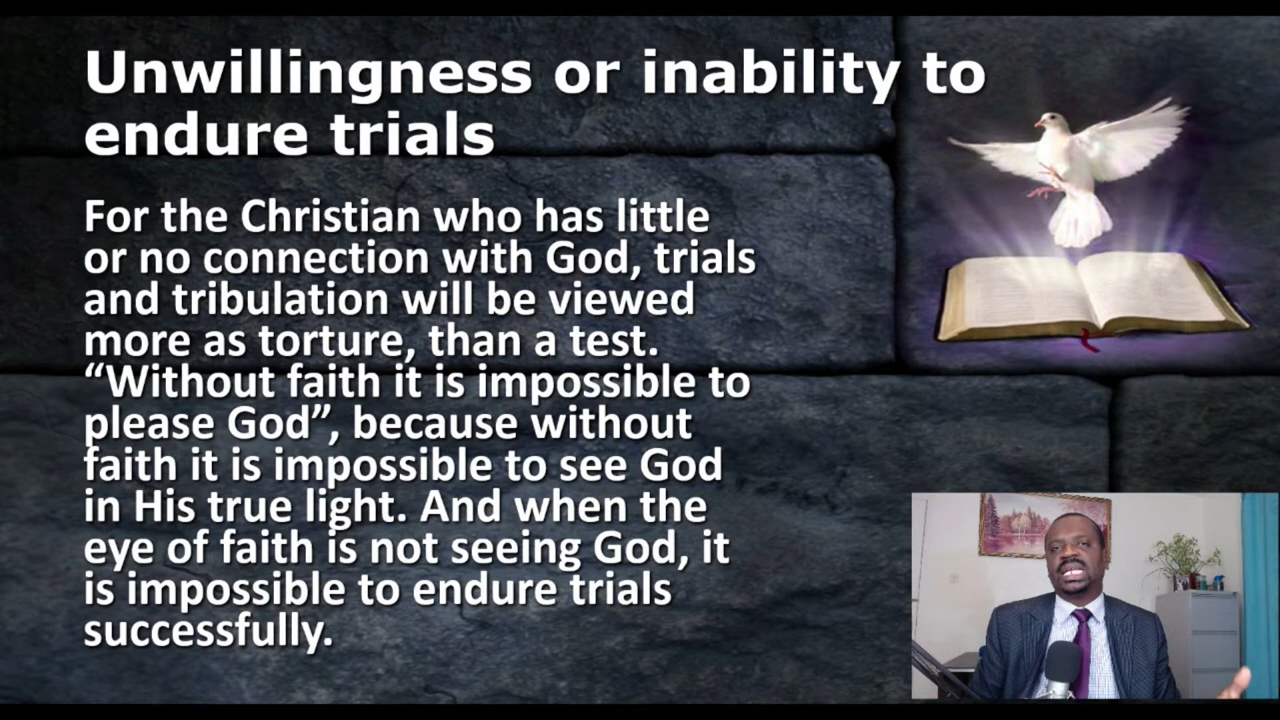 Unwillingness or inability to
endure trials
For the Christian who has little
or no connection with God, trials
and tribulation will be viewed
more as torture, than a test.
“Without faith it is impossible to
please God”, because without
faith it is impossible to see God
in His true light. And when the
eye of faith is not seeing God, it
is impossible to endure trials
successfully.